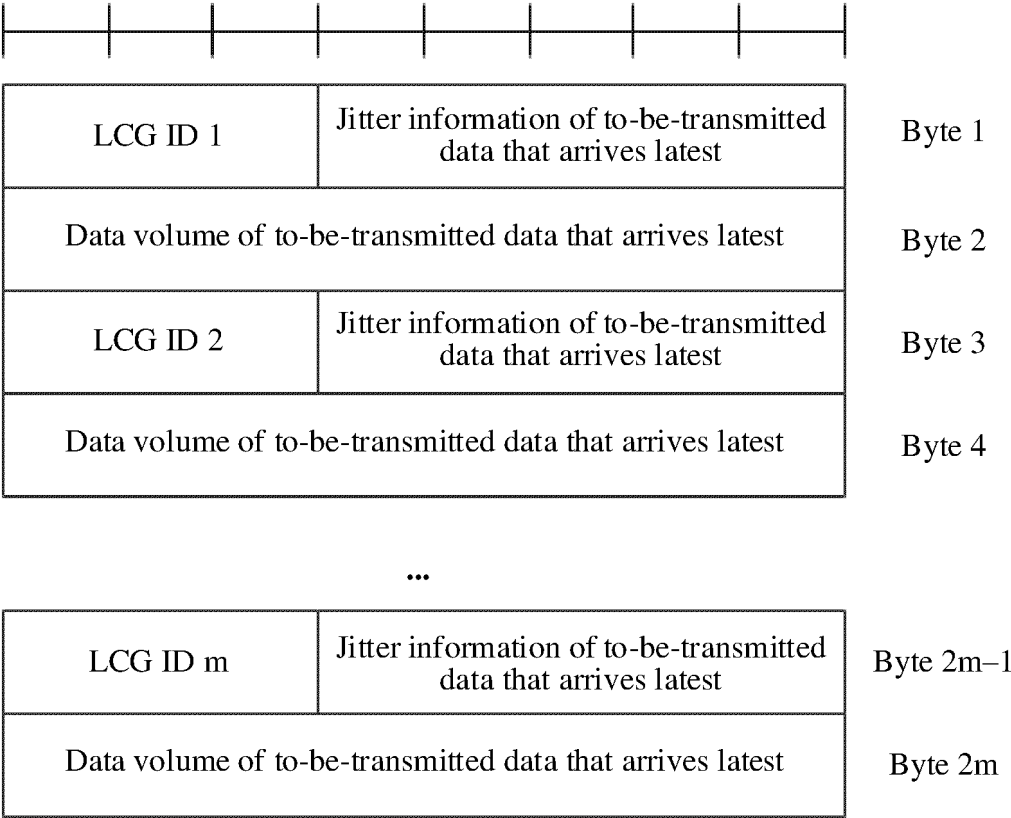 LCG ID 1
Jitter information of to-be-transmitted
data that arrives latest
Byte 1
Data volume of to-be-transmitted data that arrives latest
Byte 2
LCG ID 2
Jitter information of to-be-transmitted
data that arrives latest
Byte 3
Data volume of to-be-transmitted data that arrives latest
Byte 4
...
LCG ID m
Jitter information of to-be-transmitted
data that arrives latest
Byte 2m–1
Data volume of to-be-transmitted data that arrives latest
Byte 2m